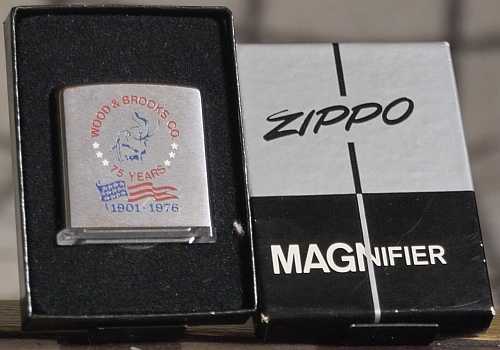 WOOD & BROOKS CO.
75 YEARS
1901-1976
ZIPPO
MAGNIFIER